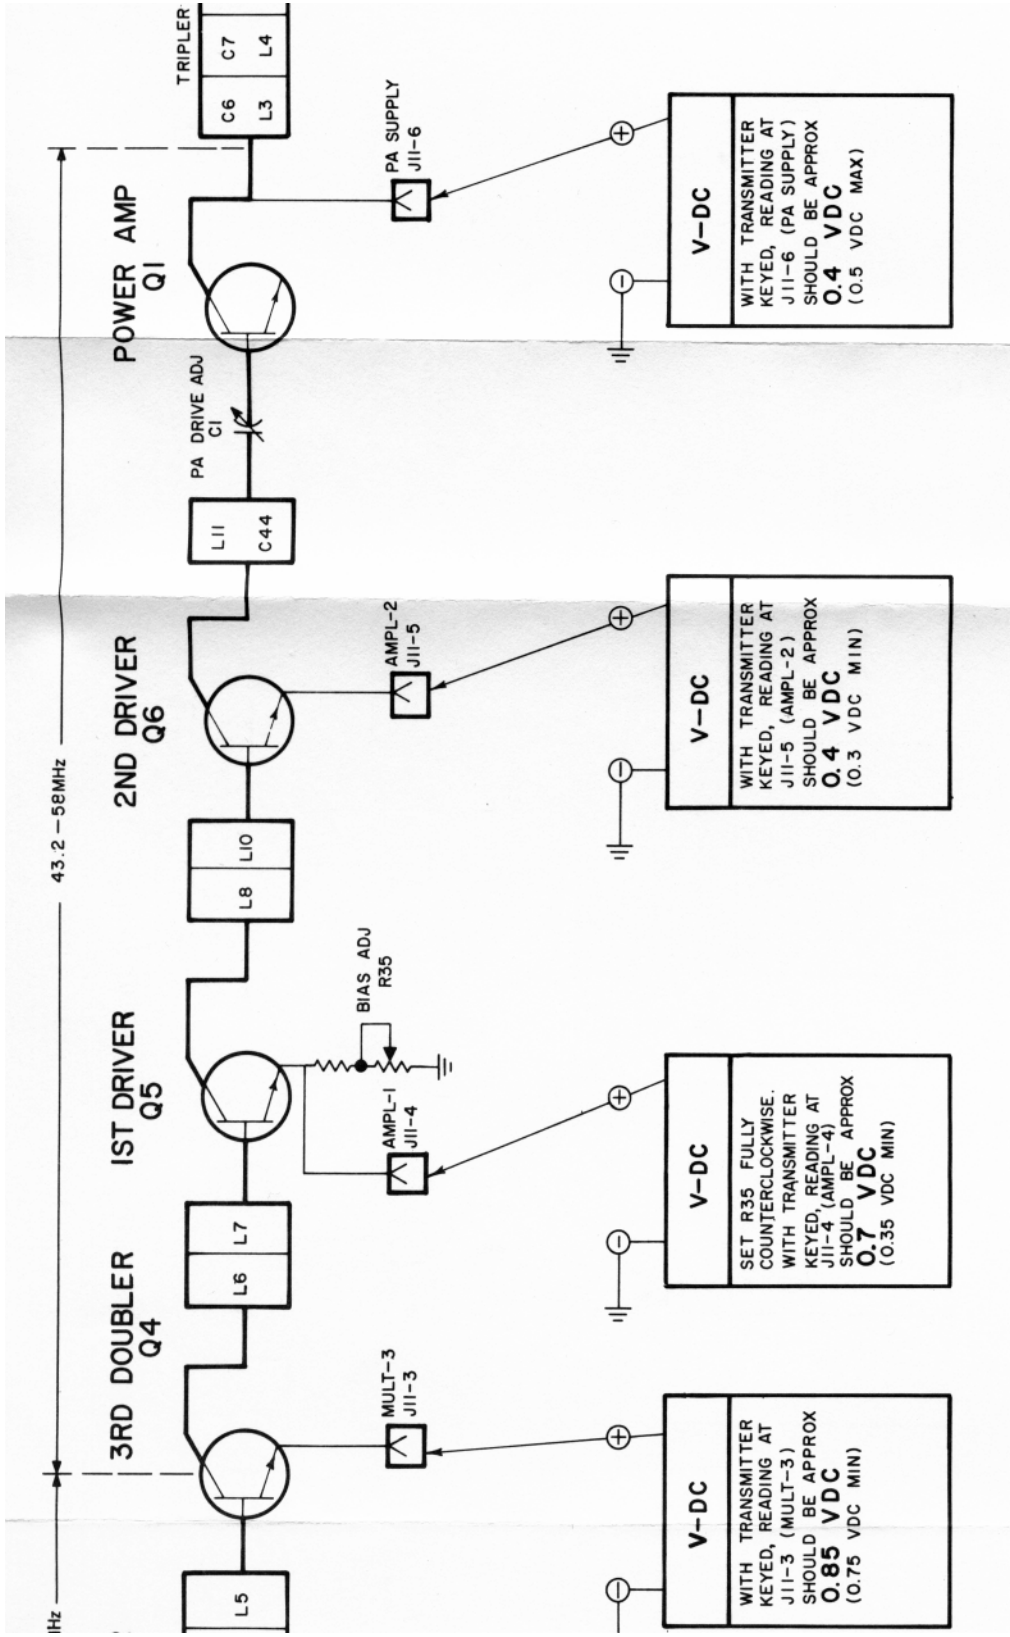 TRIPLER
C7
L4
C6
L3
POWER AMP
Q1
PA SUPPLY
J11-6
V-DC
WITH TRANSMITTER
KEYED, READING AT
J11-6 (PA SUPPLY)
SHOULD BE APPROX
0.4 VDC
(0.5 VDC MAX)
PA DRIVE ADJ
C1
L11
C44
43.2-58MHz
2ND DRIVER
Q6
AMPL-2
J11-5
V-DC
WITH TRANSMITTER
KEYED, READING AT
J11-5 (AMPL-2)
SHOULD BE APPROX
0.4 VDC
(0.3 VDC MIN)
L10
L8
1ST DRIVER
Q5
BIAS ADJ
R35
AMPL-1
J11-4
V-DC
SET R35 FULLY
COUNTERCLOCKWISE.
WITH TRANSMITTER
KEYED, READING AT
J11-4 (AMPL-4)
SHOULD BE APPROX
0.7 VDC
(0.35 VDC MIN)
L7
L6
3RD DOUBLER
Q4
MULT-3
J11-3
V-DC
WITH TRANSMITTER
KEYED, READING AT
J11-3 (MULT-3)
SHOULD BE APPROX
0.85 VDC
(0.75 VDC MIN)
L5